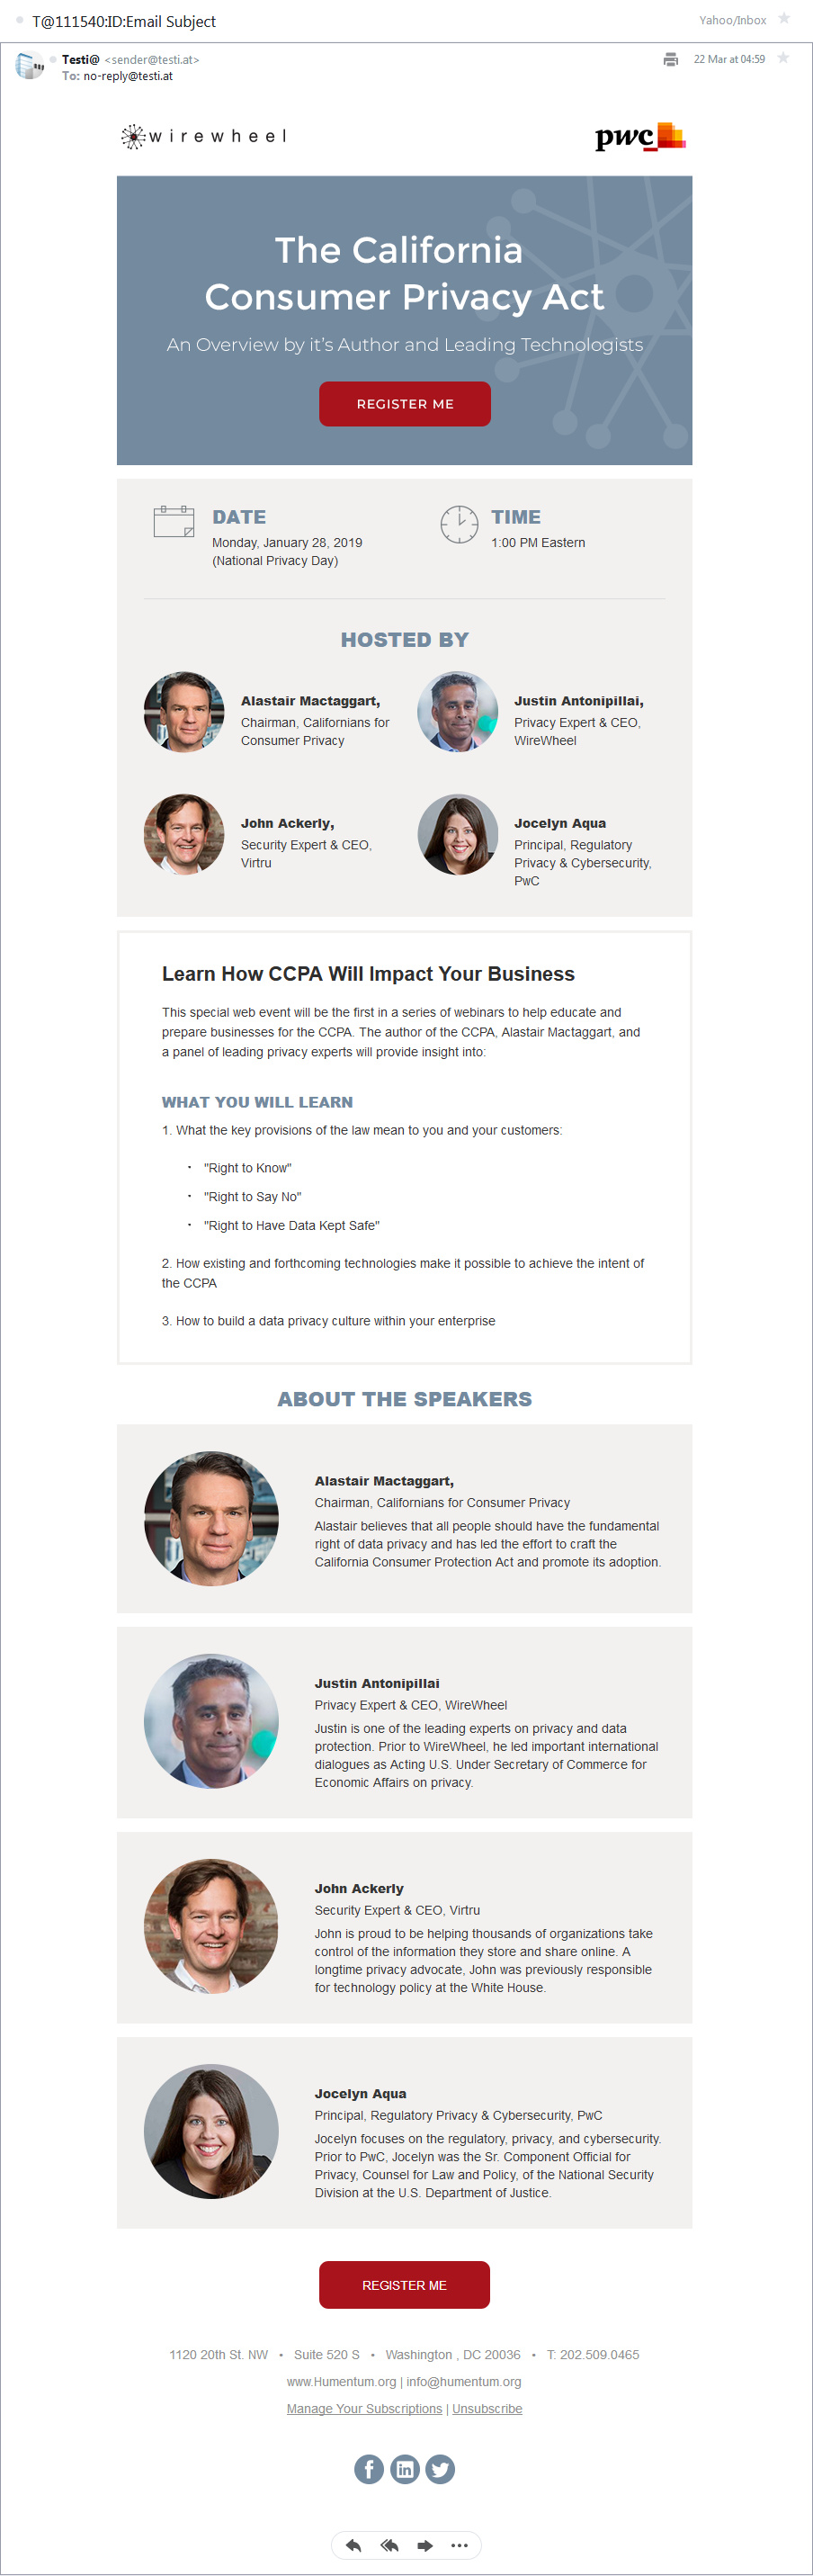 T@111540:ID:Email Subject
Yahoo/Inbox
Testi@ <sender@testi.at>
22 Mar at 04:59
To: no-reply@testi.at
wirewheel
pwc
The California
Consumer Privacy Act
An Overview by it's Author and Leading Technologists
REGISTER ME
DATE
Monday, January 28, 2019
(National Privacy Day)
TIME
1:00 PM Eastern
HOSTED BY
Alastair Mactaggart,
Chairman, Californians for
Consumer Privacy
Justin Antonipillai,
Privacy Expert & CEO,
WireWheel
John Ackerly,
Security Expert & CEO,
Virtru
Jocelyn Aqua
Principal, Regulatory
Privacy & Cybersecurity,
PwC
Learn How CCPA Will Impact Your Business
This special web event will be the first in a series of webinars to help educate and
prepare businesses for the CCPA. The author of the CCPA, Alastair Mactaggart, and
a panel of leading privacy experts will provide insight into:
WHAT YOU WILL LEARN
1. What the key provisions of the law mean to you and your customers:
• "Right to Know"
• "Right to Say No"
• "Right to Have Data Kept Safe"
2. How existing and forthcoming technologies make it possible to achieve the intent of
the CCPA
3. How to build a data privacy culture within your enterprise
ABOUT THE SPEAKERS
Alastair Mactaggart,
Chairman, Californians for Consumer Privacy
Alastair believes that all people should have the fundamental
right of data privacy and has led the effort to craft the
California Consumer Protection Act and promote its adoption.
Justin Antonipillai
Privacy Expert & CEO, WireWheel
Justin is one of the leading experts on privacy and data
protection. Prior to WireWheel, he led important international
dialogues as Acting U.S. Under Secretary of Commerce for
Economic Affairs on privacy.
John Ackerly
Security Expert & CEO, Virtru
John is proud to be helping thousands of organizations take
control of the information they store and share online. A
longtime privacy advocate, John was previously responsible
for technology policy at the White House.
Jocelyn Aqua
Principal, Regulatory Privacy & Cybersecurity, PwC
Jocelyn focuses on the regulatory, privacy, and cybersecurity.
Prior to PwC, Jocelyn was the Sr. Component Official for
Privacy, Counsel for Law and Policy, of the National Security
Division at the U.S. Department of Justice.
REGISTER ME
1120 20th St. NW • Suite 520 S • Washington , DC 20036 • T: 202.509.0465
www.Humentum.org | info@humentum.org
Manage Your Subscriptions | Unsubscribe